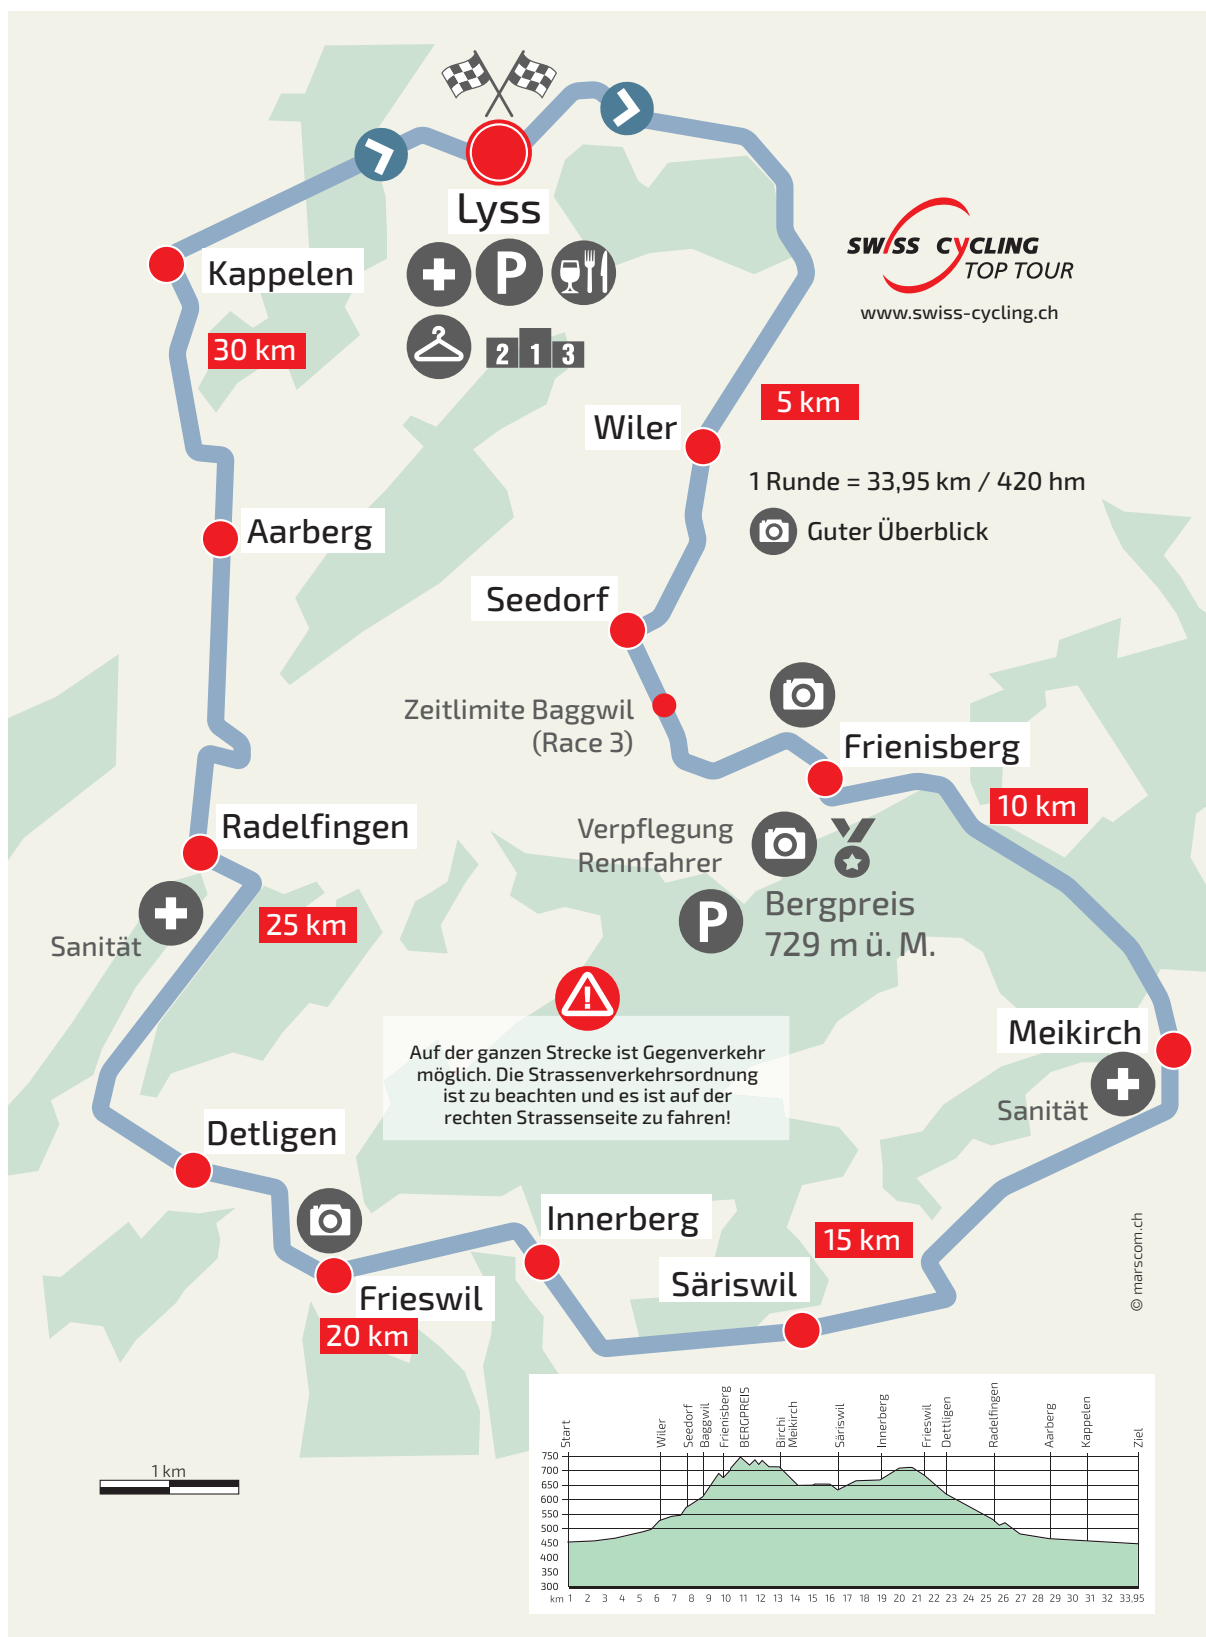 Lyss
P
2 1 3
Kappelen
30 km
SWISS CYCLING
TOP TOUR
www.swiss-cycling.ch
5 km
Wiler
1 Runde = 33,95 km / 420 hm
Guter Überblick
Aarberg
Seedorf
Zeitlimite Baggwil
(Race 3)
Frienisberg
10 km
Radelfingen
Verpflegung
Rennfahrer
P
Bergpreis
729 m ü. M.
25 km
Sanität
!
Auf der ganzen Strecke ist Gegenverkehr
möglich. Die Strassenverkehrsordnung
ist zu beachten und es ist auf der
rechten Strassenseite zu fahren!
Meikirch
Sanität
Detligen
Innerberg
15 km
Säriswil
Frieswil
20 km
© marscom.ch
1 km
Start
Wiler
Seedorf
Baggwil
Frienisberg
BERGPREIS
Birchi
Meikirch
Säriswil
Innerberg
Frieswil
Dettligen
Radelfingen
Aarberg
Kappelen
Ziel
750
700
650
600
550
500
450
400
350
300
km 1 2 3 4 5 6 7 8 9 10 11 12 13 14 15 16 17 18 19 20 21 22 23 24 25 26 27 28 29 30 31 32 33,95